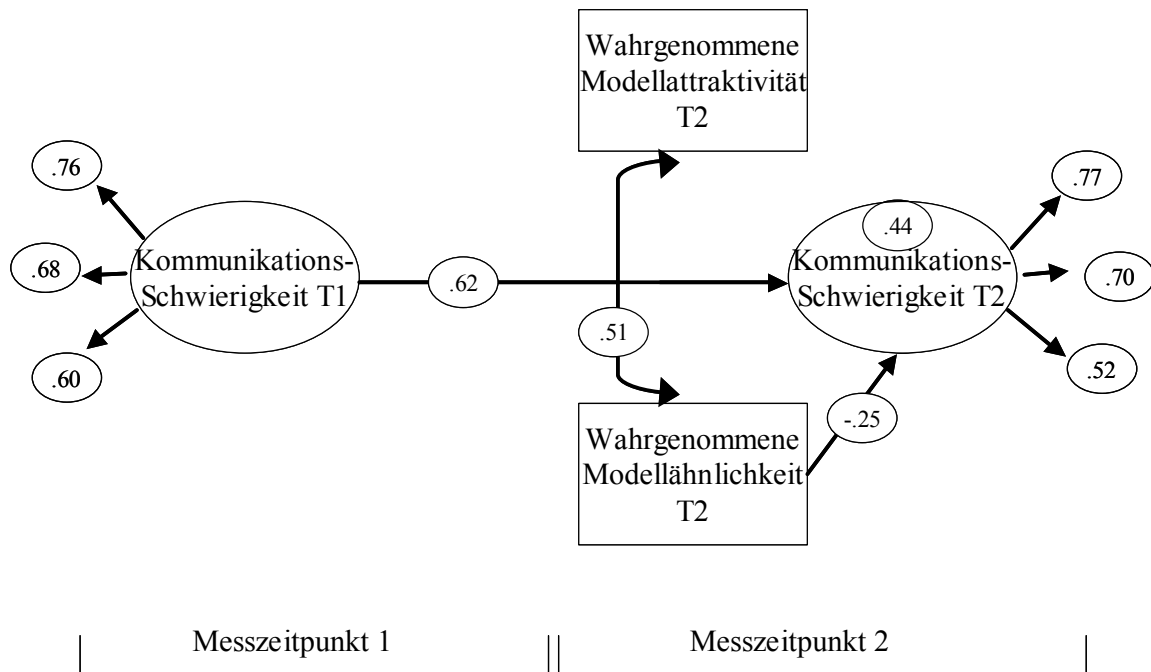 Wahrgenommene
Modellattraktivität
T2
.76
.68
.60
Kommunikations-
Schwierigkeit T1
.62
.51
.44
Kommunikations-
Schwierigkeit T2
.77
.70
.52
-.25
Wahrgenommene
Modellähnlichkeit
T2
Messzeitpunkt 1
Messzeitpunkt 2